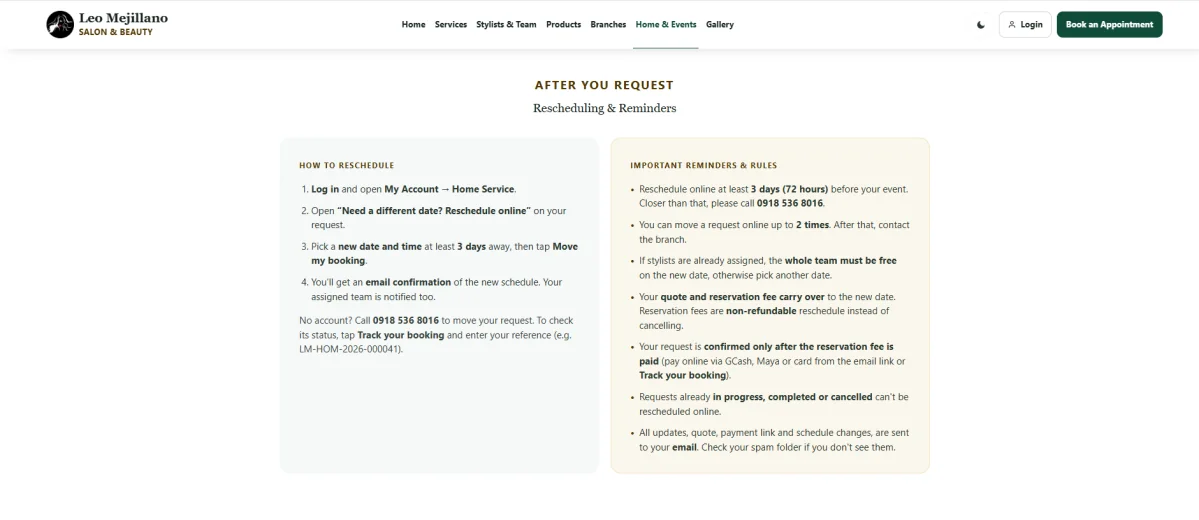 Leo Mejillano
SALON & BEAUTY
Home Services Stylists & Team Products Branches Home & Events Gallery
Login
Book an Appointment
AFTER YOU REQUEST
Rescheduling & Reminders
HOW TO RESCHEDULE
1. Log in and open My Account → Home Service.
2. Open “Need a different date? Reschedule online” on your
request.
3. Pick a new date and time at least 3 days away, then tap Move
my booking.
4. You'll get an email confirmation of the new schedule. Your
assigned team is notified too.
No account? Call 0918 536 8016 to move your request. To check
its status, tap Track your booking and enter your reference (e.g.
LM-HOM-2026-000041).
IMPORTANT REMINDERS & RULES
• Reschedule online at least 3 days (72 hours) before your event.
Closer than that, please call 0918 536 8016.
• You can move a request online up to 2 times. After that, contact
the branch.
• If stylists are already assigned, the whole team must be free
on the new date, otherwise pick another date.
• Your quote and reservation fee carry over to the new date.
Reservation fees are non-refundable reschedule instead of
cancelling.
• Your request is confirmed only after the reservation fee is
paid (pay online via GCash, Maya or card from the email link or
Track your booking).
• Requests already in progress, completed or cancelled can't be
rescheduled online.
• All updates, quote, payment link and schedule changes, are sent
to your email. Check your spam folder if you don't see them.